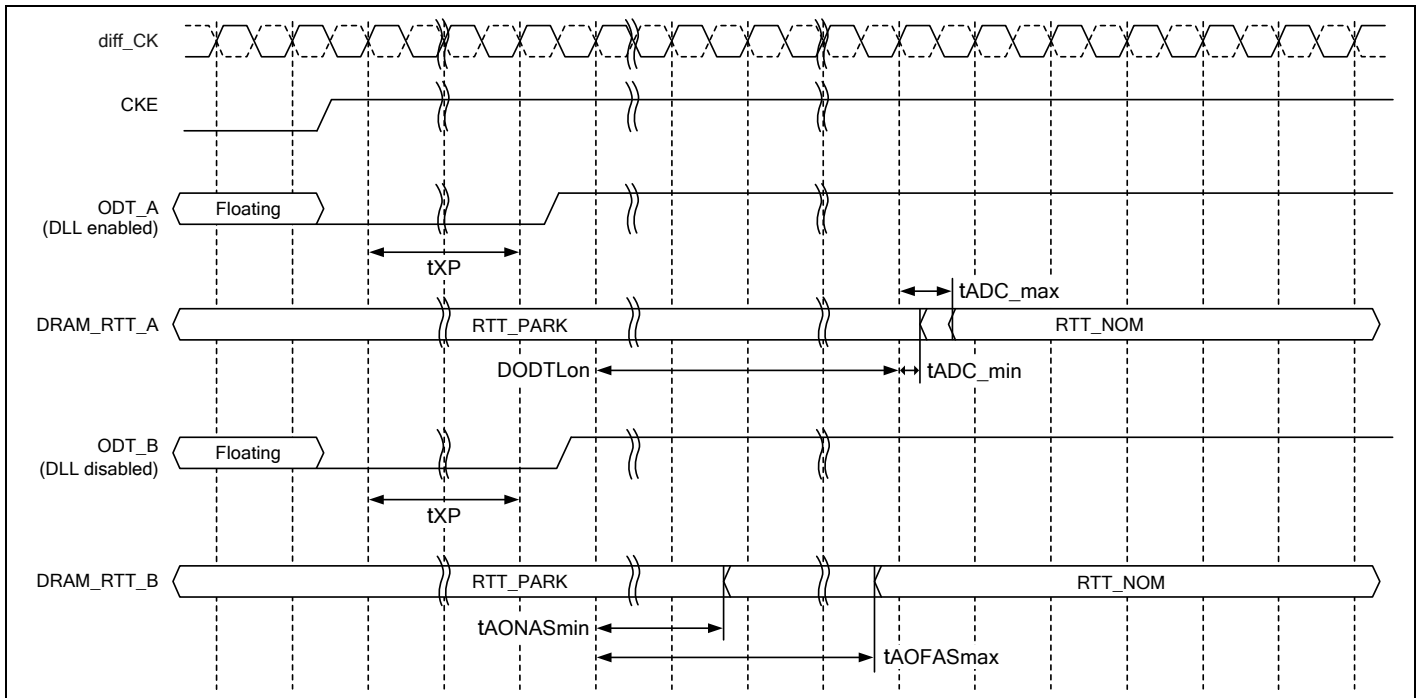 diff_CK
CKE
ODT_A
(DLL enabled)
Floating
tXP
tADC_max
DRAM_RTT_A
RTT_PARK
RTT_NOM
DODTLon
tADC_min
ODT_B
(DLL disabled)
Floating
tXP
DRAM_RTT_B
RTT_PARK
RTT_NOM
tAONASmin
tAOFASmax